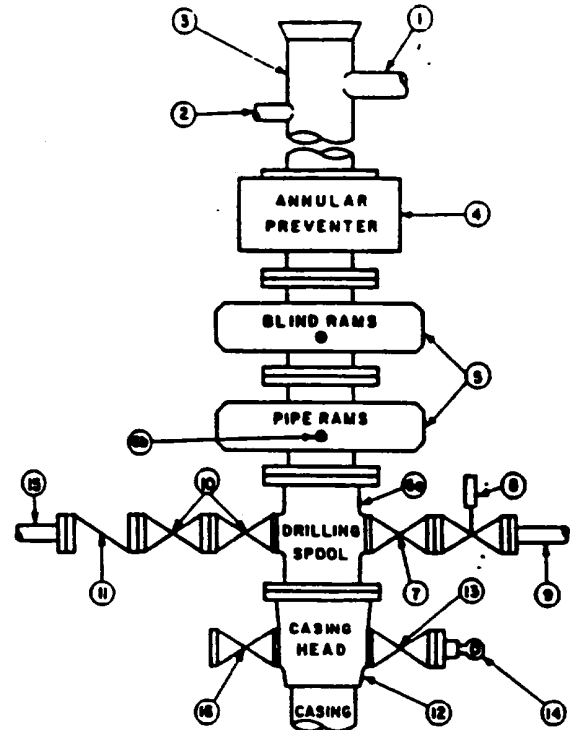 1
3
2
ANNULAR
PREVENTER
4
BLIND RAMS
5
PIPE RAMS
6b
6a
15
10
8
DRILLING
SPOOL
11
7
9
13
CASING
HEAD
16
12
14
CASING